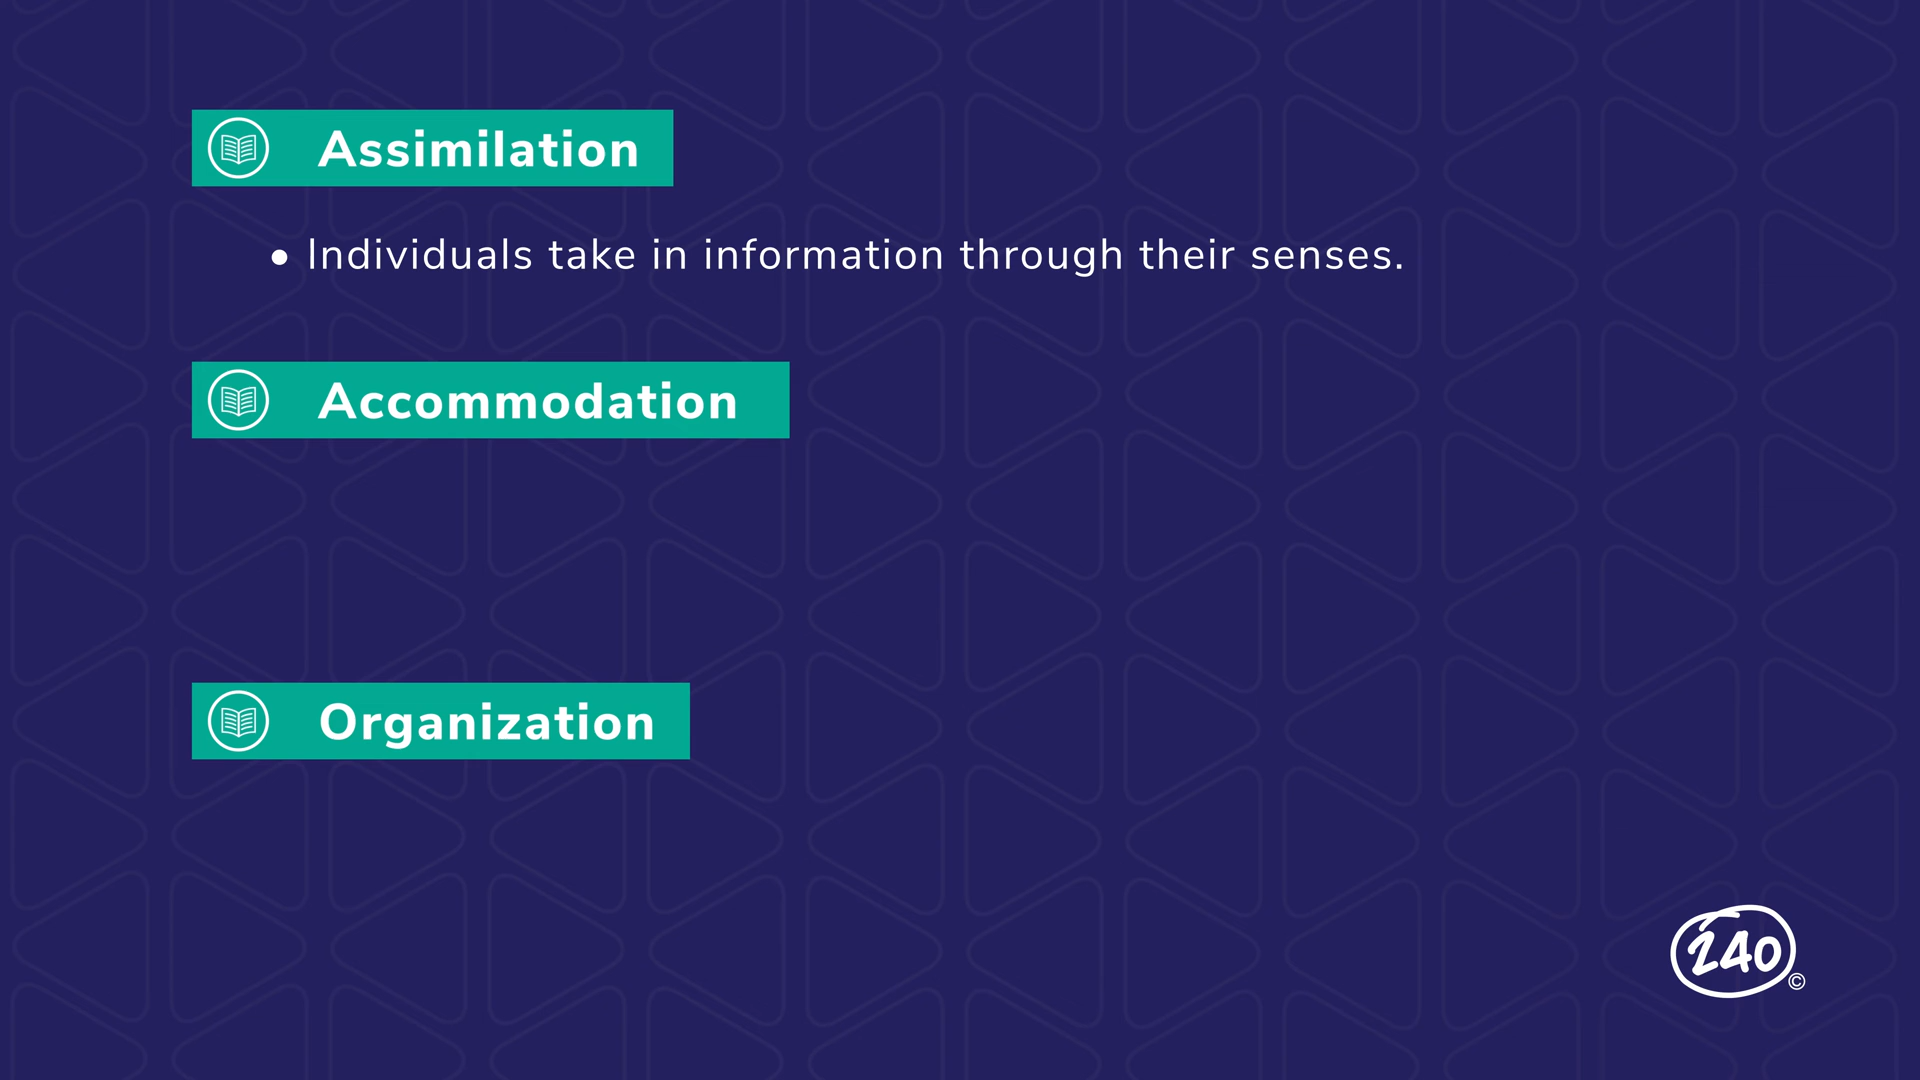 Assimilation
• Individuals take in information through their senses.
Accommodation
Organization
240
©